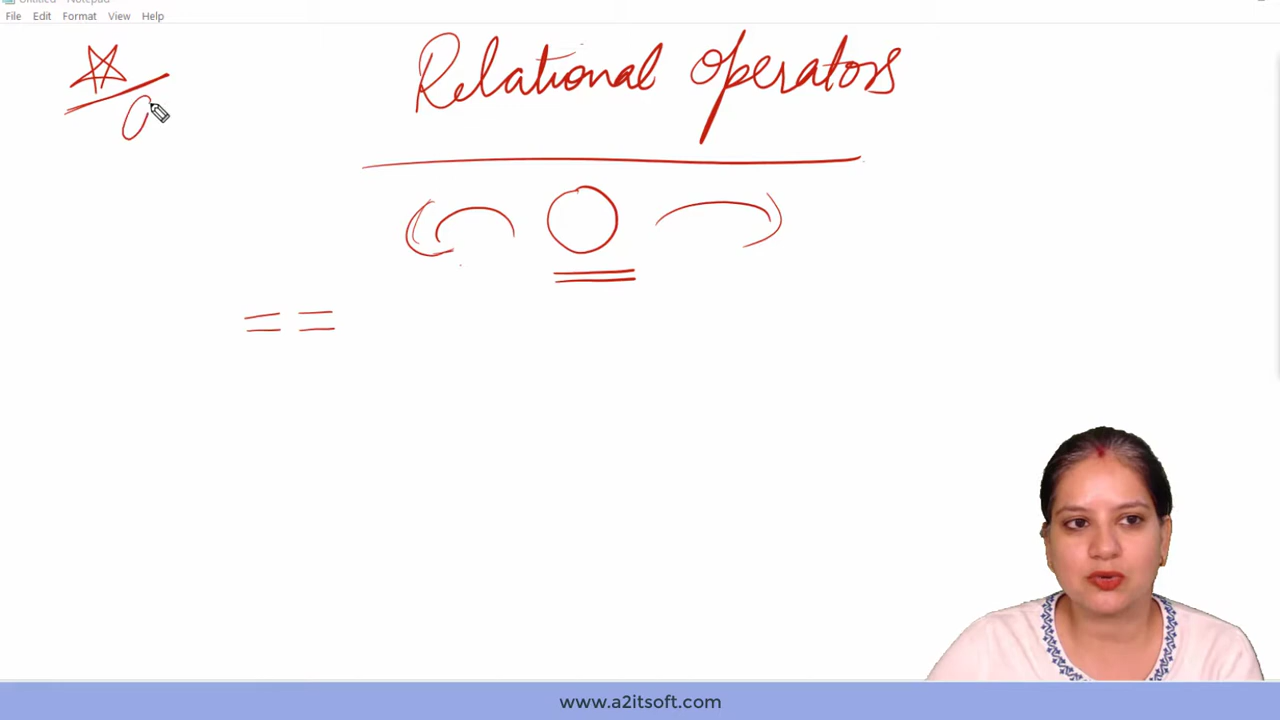 File Edit Format View Help
Relational operators
==
www.a2itsoft.com